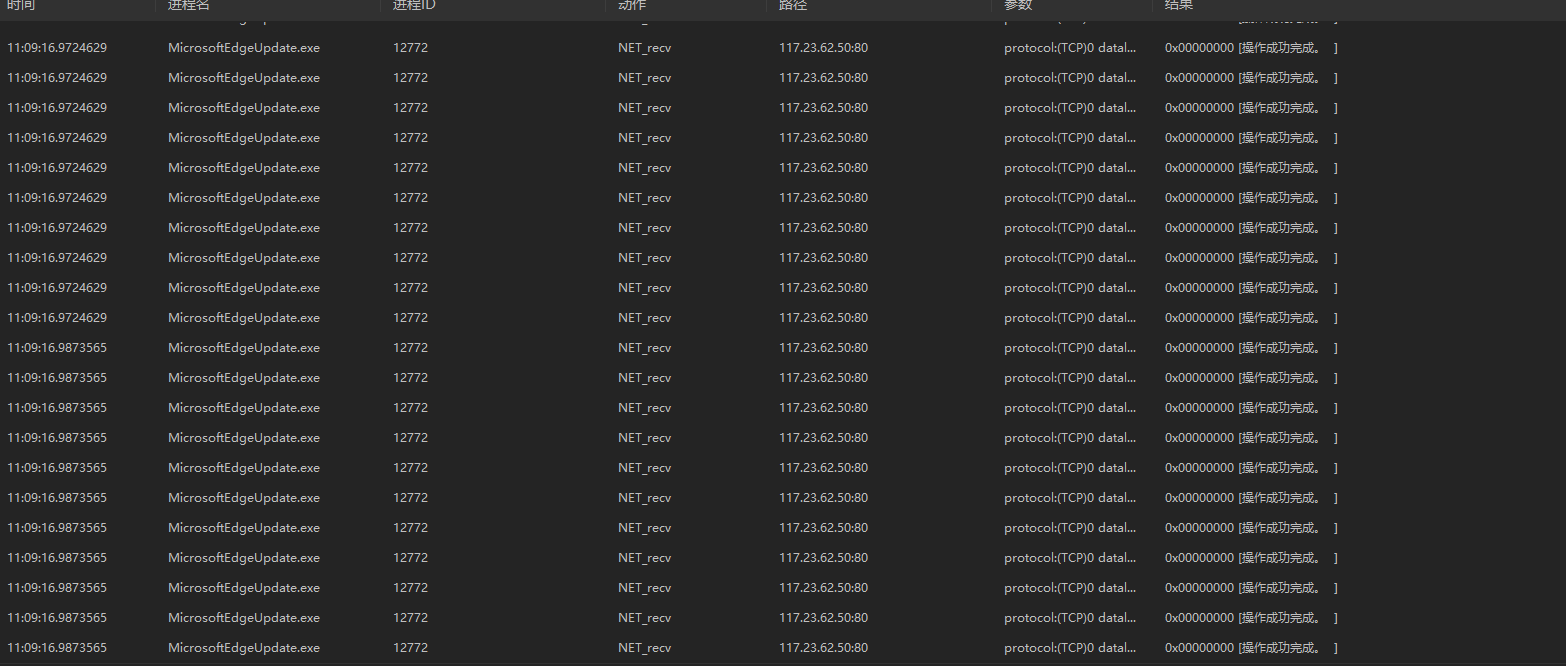 时间 进程名 进程ID 动作 路径 参数 结果
11:09:16.9724629 MicrosoftEdgeUpdate.exe 12772 NET_recv 117.23.62.50:80 protocol:(TCP)0 datal... 0x00000000 [操作成功完成。 ]
11:09:16.9724629 MicrosoftEdgeUpdate.exe 12772 NET_recv 117.23.62.50:80 protocol:(TCP)0 datal... 0x00000000 [操作成功完成。 ]
11:09:16.9724629 MicrosoftEdgeUpdate.exe 12772 NET_recv 117.23.62.50:80 protocol:(TCP)0 datal... 0x00000000 [操作成功完成。 ]
11:09:16.9724629 MicrosoftEdgeUpdate.exe 12772 NET_recv 117.23.62.50:80 protocol:(TCP)0 datal... 0x00000000 [操作成功完成。 ]
11:09:16.9724629 MicrosoftEdgeUpdate.exe 12772 NET_recv 117.23.62.50:80 protocol:(TCP)0 datal... 0x00000000 [操作成功完成。 ]
11:09:16.9724629 MicrosoftEdgeUpdate.exe 12772 NET_recv 117.23.62.50:80 protocol:(TCP)0 datal... 0x00000000 [操作成功完成。 ]
11:09:16.9724629 MicrosoftEdgeUpdate.exe 12772 NET_recv 117.23.62.50:80 protocol:(TCP)0 datal... 0x00000000 [操作成功完成。 ]
11:09:16.9724629 MicrosoftEdgeUpdate.exe 12772 NET_recv 117.23.62.50:80 protocol:(TCP)0 datal... 0x00000000 [操作成功完成。 ]
11:09:16.9724629 MicrosoftEdgeUpdate.exe 12772 NET_recv 117.23.62.50:80 protocol:(TCP)0 datal... 0x00000000 [操作成功完成。 ]
11:09:16.9724629 MicrosoftEdgeUpdate.exe 12772 NET_recv 117.23.62.50:80 protocol:(TCP)0 datal... 0x00000000 [操作成功完成。 ]
11:09:16.9873565 MicrosoftEdgeUpdate.exe 12772 NET_recv 117.23.62.50:80 protocol:(TCP)0 datal... 0x00000000 [操作成功完成。 ]
11:09:16.9873565 MicrosoftEdgeUpdate.exe 12772 NET_recv 117.23.62.50:80 protocol:(TCP)0 datal... 0x00000000 [操作成功完成。 ]
11:09:16.9873565 MicrosoftEdgeUpdate.exe 12772 NET_recv 117.23.62.50:80 protocol:(TCP)0 datal... 0x00000000 [操作成功完成。 ]
11:09:16.9873565 MicrosoftEdgeUpdate.exe 12772 NET_recv 117.23.62.50:80 protocol:(TCP)0 datal... 0x00000000 [操作成功完成。 ]
11:09:16.9873565 MicrosoftEdgeUpdate.exe 12772 NET_recv 117.23.62.50:80 protocol:(TCP)0 datal... 0x00000000 [操作成功完成。 ]
11:09:16.9873565 MicrosoftEdgeUpdate.exe 12772 NET_recv 117.23.62.50:80 protocol:(TCP)0 datal... 0x00000000 [操作成功完成。 ]
11:09:16.9873565 MicrosoftEdgeUpdate.exe 12772 NET_recv 117.23.62.50:80 protocol:(TCP)0 datal... 0x00000000 [操作成功完成。 ]
11:09:16.9873565 MicrosoftEdgeUpdate.exe 12772 NET_recv 117.23.62.50:80 protocol:(TCP)0 datal... 0x00000000 [操作成功完成。 ]
11:09:16.9873565 MicrosoftEdgeUpdate.exe 12772 NET_recv 117.23.62.50:80 protocol:(TCP)0 datal... 0x00000000 [操作成功完成。 ]
11:09:16.9873565 MicrosoftEdgeUpdate.exe 12772 NET_recv 117.23.62.50:80 protocol:(TCP)0 datal... 0x00000000 [操作成功完成。 ]
11:09:16.9873565 MicrosoftEdgeUpdate.exe 12772 NET_recv 117.23.62.50:80 protocol:(TCP)0 datal... 0x00000000 [操作成功完成。 ]